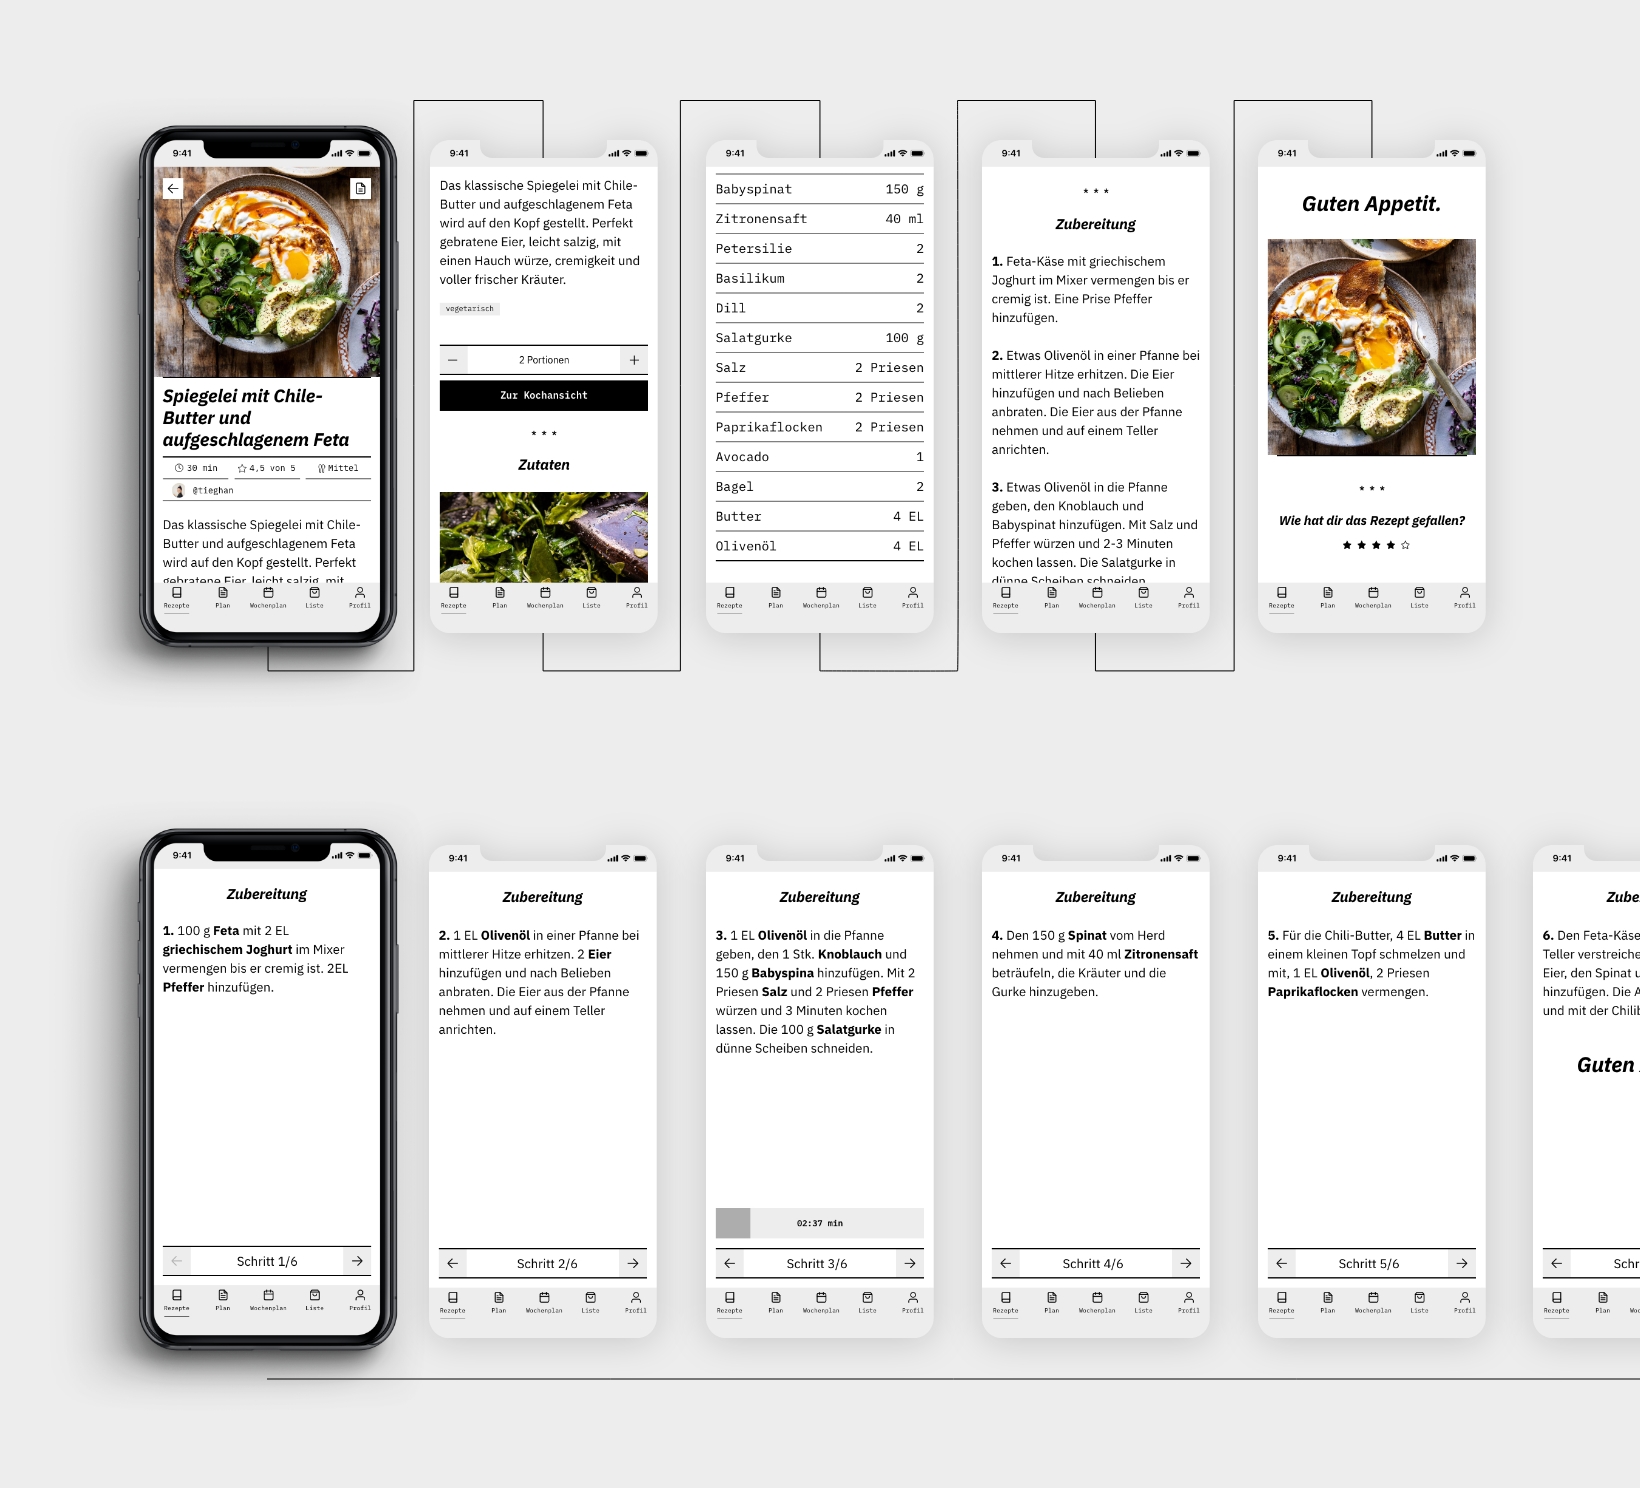 9:41
Spiegelei mit Chile-
Butter und
aufgeschlagenem Feta
30 min
4,5 von 5
Mittel
@tieghan
Das klassische Spiegelei mit Chile-
Butter und aufgeschlagenem Feta
wird auf den Kopf gestellt. Perfekt
gebratene Eier, leicht salzig, mit
Rezepte Plan Wochenplan Liste Profil
9:41
Das klassische Spiegelei mit Chile-
Butter und aufgeschlagenem Feta
wird auf den Kopf gestellt. Perfekt
gebratene Eier, leicht salzig, mit
einen Hauch würze, cremigkeit und
voller frischer Kräuter.
vegetarisch
2 Portionen
Zur Kochansicht
* * *
Zutaten
Rezepte Plan Wochenplan Liste Profil
9:41
Babyspinat 150 g
Zitronensaft 40 ml
Petersilie 2
Basilikum 2
Dill 2
Salatgurke 100 g
Salz 2 Priesen
Pfeffer 2 Priesen
Paprikaflocken 2 Priesen
Avocado 1
Bagel 2
Butter 4 EL
Olivenöl 4 EL
Rezepte Plan Wochenplan Liste Profil
9:41
* * *
Zubereitung
1. Feta-Käse mit griechischem
Joghurt im Mixer vermengen bis er
cremig ist. Eine Prise Pfeffer
hinzufügen.
2. Etwas Olivenöl in einer Pfanne bei
mittlerer Hitze erhitzen. Die Eier
hinzufügen und nach Belieben
anbraten. Die Eier aus der Pfanne
nehmen und auf einem Teller
anrichten.
3. Etwas Olivenöl in die Pfanne
geben, den Knoblauch und
Babyspinat hinzufügen. Mit Salz und
Pfeffer würzen und 2-3 Minuten
kochen lassen. Die Salatgurke in
dünne Scheiben schneiden
Rezepte Plan Wochenplan Liste Profil
9:41
Guten Appetit.
* * *
Wie hat dir das Rezept gefallen?
Rezepte Plan Wochenplan Liste Profil
9:41
Zubereitung
1. 100 g Feta mit 2 EL
griechischem Joghurt im Mixer
vermengen bis er cremig ist. 2EL
Pfeffer hinzufügen.
Schritt 1/6
Rezepte Plan Wochenplan Liste Profil
9:41
Zubereitung
2. 1 EL Olivenöl in einer Pfanne bei
mittlerer Hitze erhitzen. 2 Eier
hinzufügen und nach Belieben
anbraten. Die Eier aus der Pfanne
nehmen und auf einem Teller
anrichten.
Schritt 2/6
Rezepte Plan Wochenplan Liste Profil
9:41
Zubereitung
3. 1 EL Olivenöl in die Pfanne
geben, den 1 Stk. Knoblauch und
150 g Babyspina hinzufügen. Mit 2
Priesen Salz und 2 Priesen Pfeffer
würzen und 3 Minuten kochen
lassen. Die 100 g Salatgurke in
dünne Scheiben schneiden.
02:37 min
Schritt 3/6
Rezepte Plan Wochenplan Liste Profil
9:41
Zubereitung
4. Den 150 g Spinat vom Herd
nehmen und mit 40 ml Zitronensaft
beträufeln, die Kräuter und die
Gurke hinzugeben.
Schritt 4/6
Rezepte Plan Wochenplan Liste Profil
9:41
Zubereitung
5. Für die Chili-Butter, 4 EL Butter in
einem kleinen Topf schmelzen und
mit, 1 EL Olivenöl, 2 Priesen
Paprikaflocken vermengen.
Schritt 5/6
Rezepte Plan Wochenplan Liste Profil
9:41
Zube
6. Den Feta-Käse
Teller verstreiche
Eier, den Spinat u
hinzufügen. Die A
und mit der Chilib
Guten
Schr
Rezepte Plan Woc